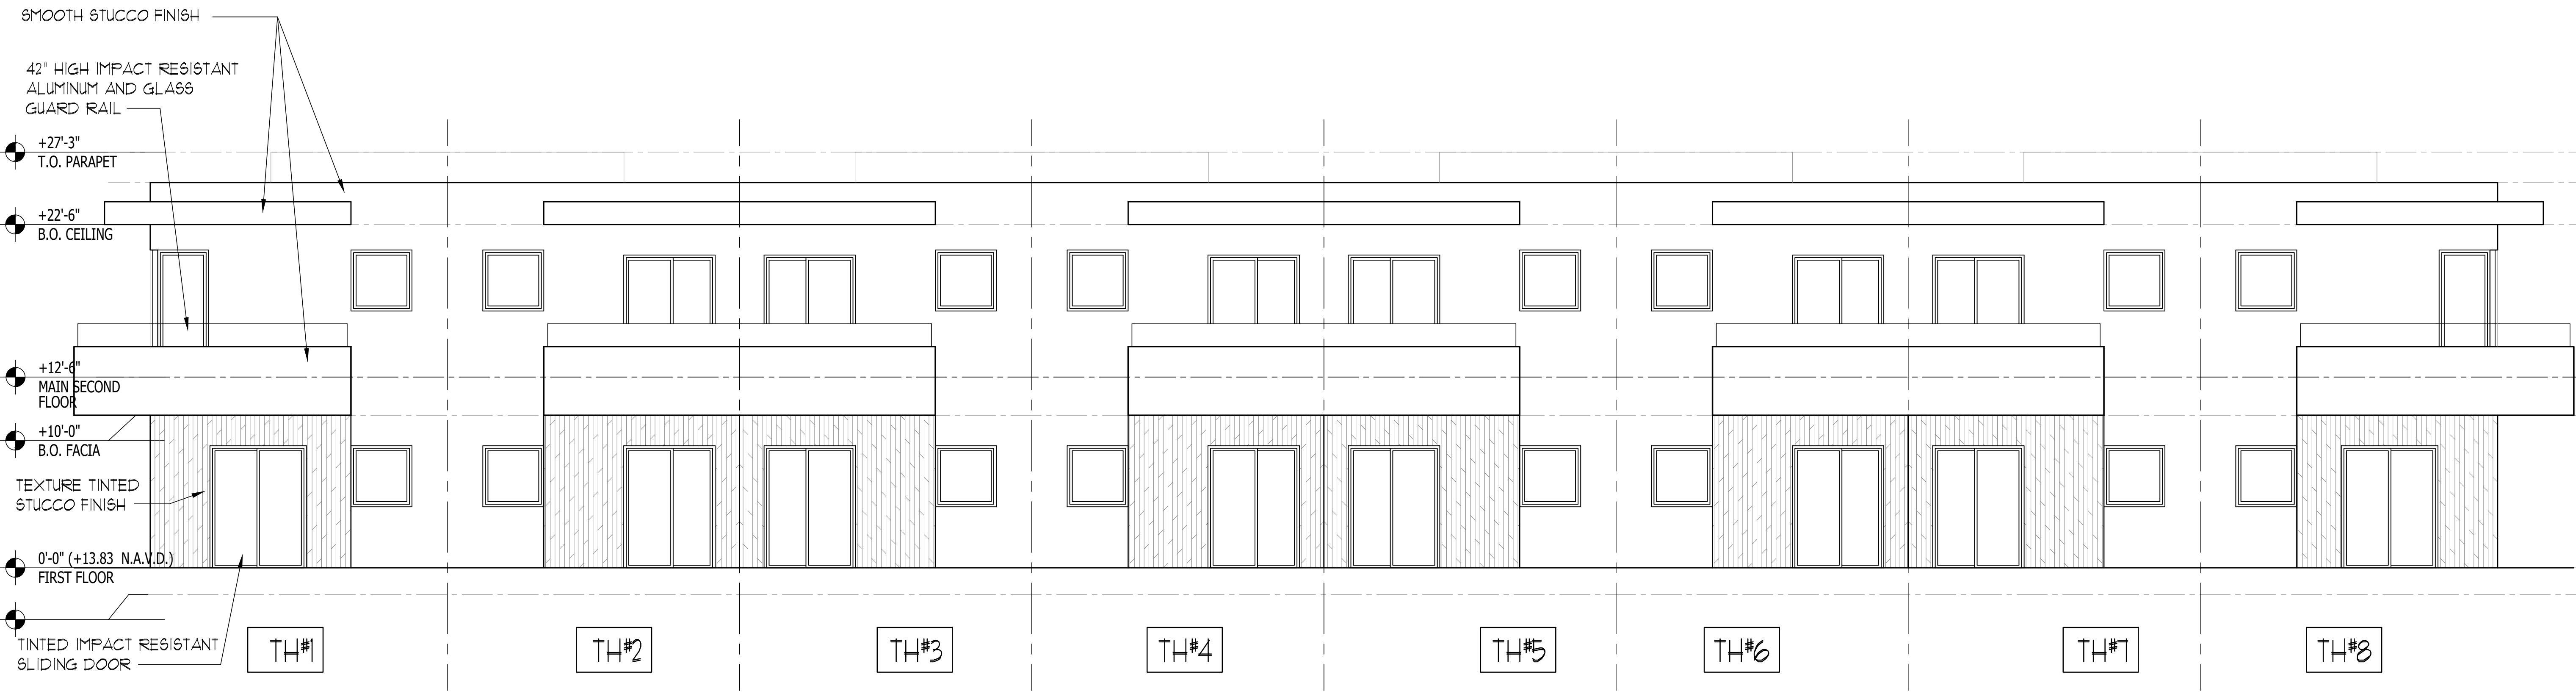 SMOOTH STUCCO FINISH
42" HIGH IMPACT RESISTANT
ALUMINUM AND GLASS
GUARD RAIL
+27'-3"
T.O. PARAPET
+22'-6"
B.O. CEILING
+12'-6"
MAIN SECOND
FLOOR
+10'-0"
B.O. FACIA
TEXTURE TINTED
STUCCO FINISH
0'-0" (+13.83 N.A.V.D.)
FIRST FLOOR
TINTED IMPACT RESISTANT
SLIDING DOOR
TH#1
TH#2
TH#3
TH#4
TH#5
TH#6
TH#7
TH#8